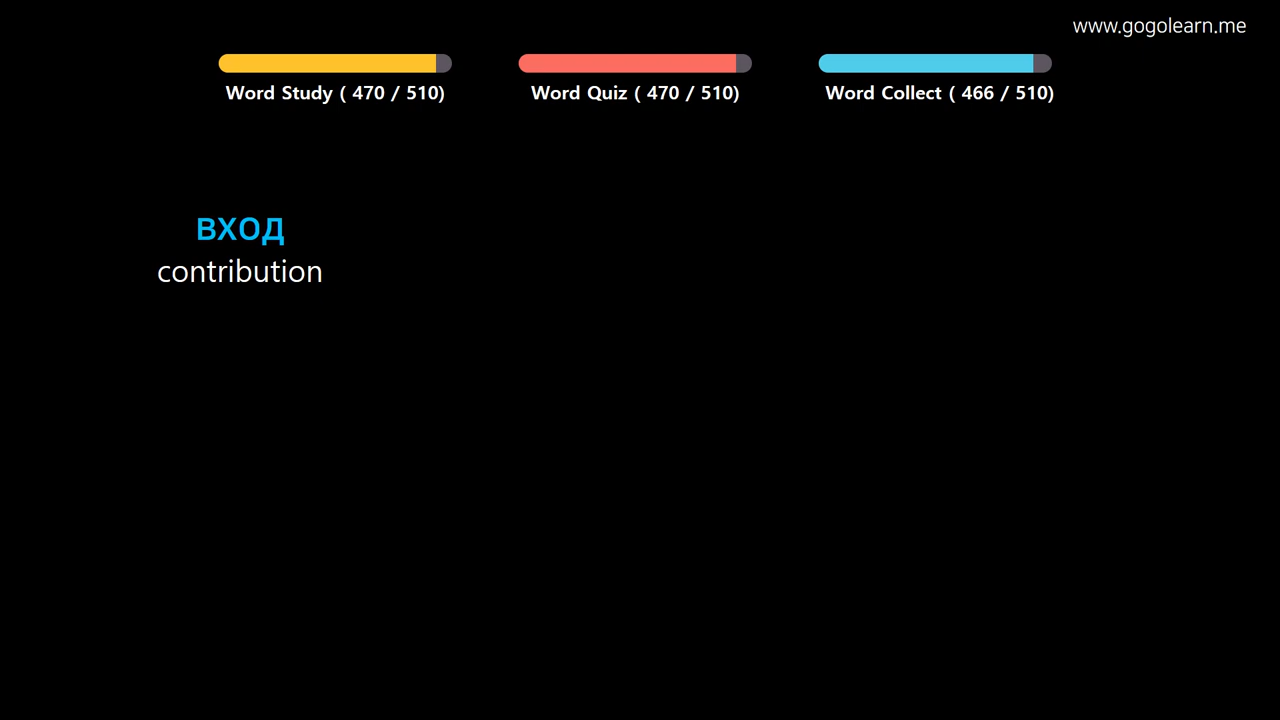 www.gogolearn.me
Word Study ( 470 / 510)
Word Quiz ( 470 / 510)
Word Collect ( 466 / 510)
вход
contribution